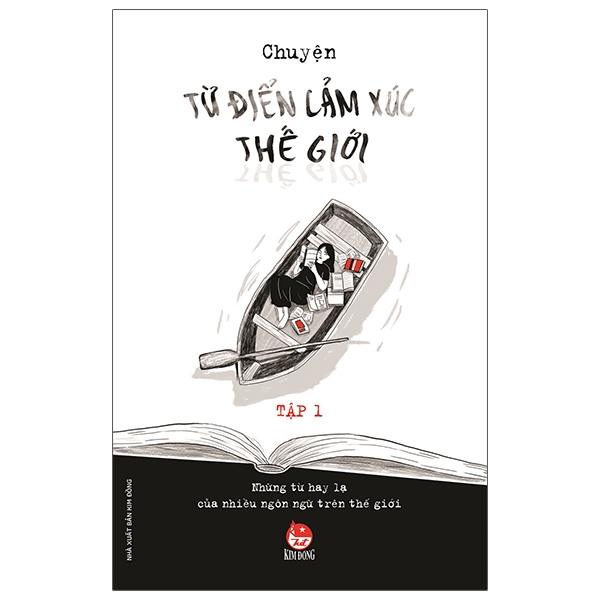 Chuyện
TỪ ĐIỂN CẢM XÚC
THẾ GIỚI
TẬP 1
Những từ hay lạ
của nhiều ngôn ngữ trên thế giới
KIM ĐỒNG
NHÀ XUẤT BẢN KIM ĐỒNG